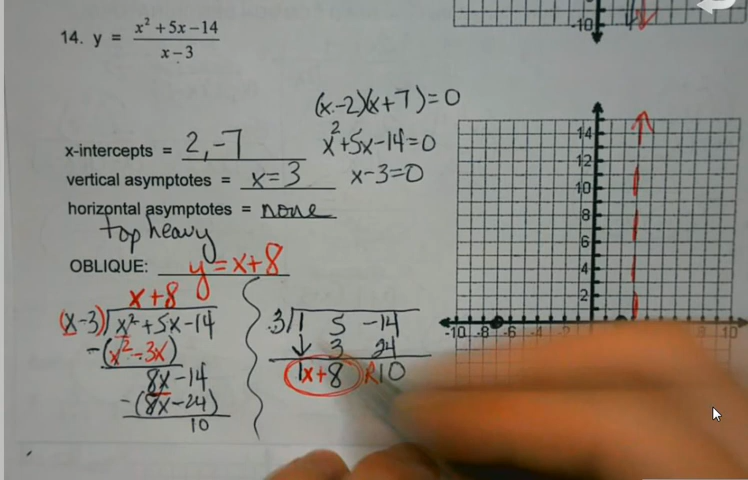 -10
14. y = x² + 5x − 14 / x − 3
(x-2)(x+7)=0
x-intercepts = 2, -7
x²+5x-14=0
vertical asymptotes = x=3
x-3=0
horizontal asymptotes = none
top heavy
OBLIQUE: y = x+8
x+8
(x-3) x²+5x-14
-(x²-3x)
8x-14
-(8x-24)
10
3 1 5 -14
3 24
1x+8 R10
14
12
10
8
6
4
2
-10 -8 8 10